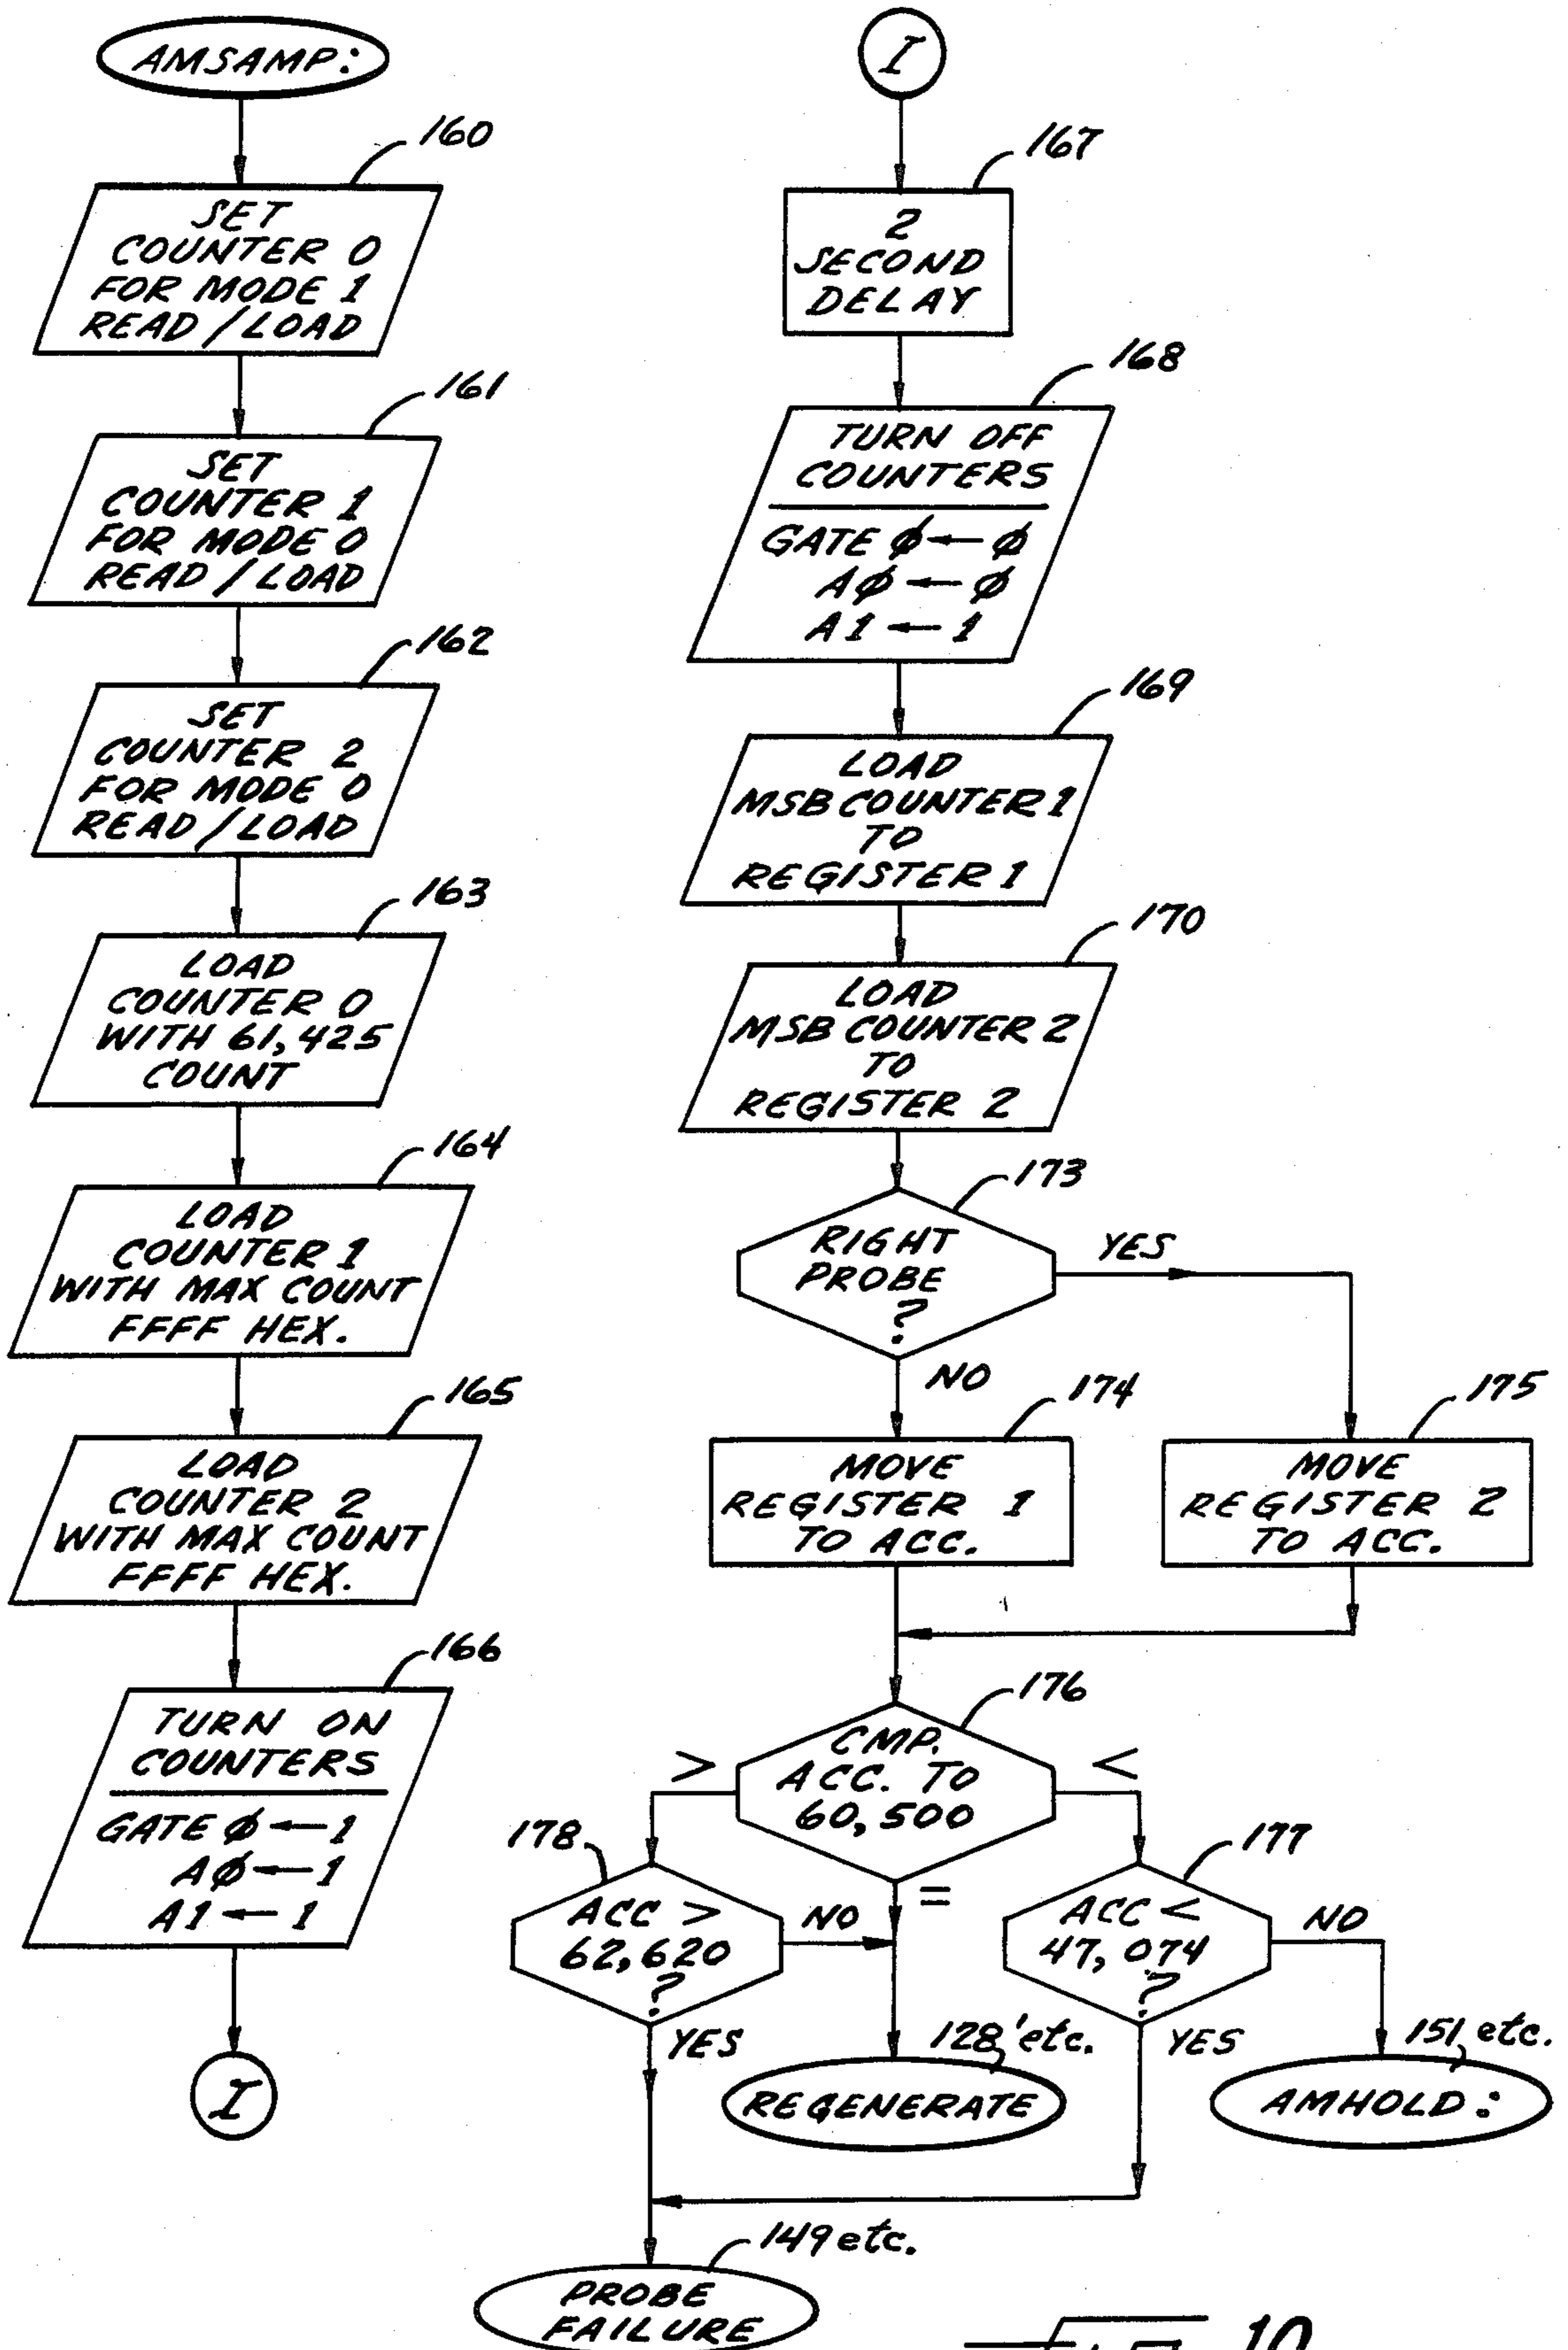 AMSAMP:
160
SET
COUNTER 0
FOR MODE 1
READ/LOAD
161
SET
COUNTER 1
FOR MODE 0
READ/LOAD
162
SET
COUNTER 2
FOR MODE 0
READ/LOAD
163
LOAD
COUNTER 0
WITH 61,425
COUNT
164
LOAD
COUNTER 1
WITH MAX COUNT
FFFF HEX.
165
LOAD
COUNTER 2
WITH MAX COUNT
FFFF HEX.
166
TURN ON
COUNTERS
GATE ∅ ← 1
A∅ ← 1
A1 ← 1
I
I
167
2
SECOND
DELAY
168
TURN OFF
COUNTERS
GATE ∅ ← ∅
A∅ ← ∅
A1 ← 1
169
LOAD
MSB COUNTER 1
TO
REGISTER 1
170
LOAD
MSB COUNTER 2
TO
REGISTER 2
173
RIGHT
PROBE
?
YES
NO
174
MOVE
REGISTER 1
TO ACC.
175
MOVE
REGISTER 2
TO ACC.
176
CMP.
ACC. TO
60,500
>
<
=
178
ACC >
62,620
?
NO
YES
177
ACC <
47,074
?
NO
YES
128' etc.
REGENERATE
151 etc.
AMHOLD:
149 etc.
PROBE
FAILURE
10